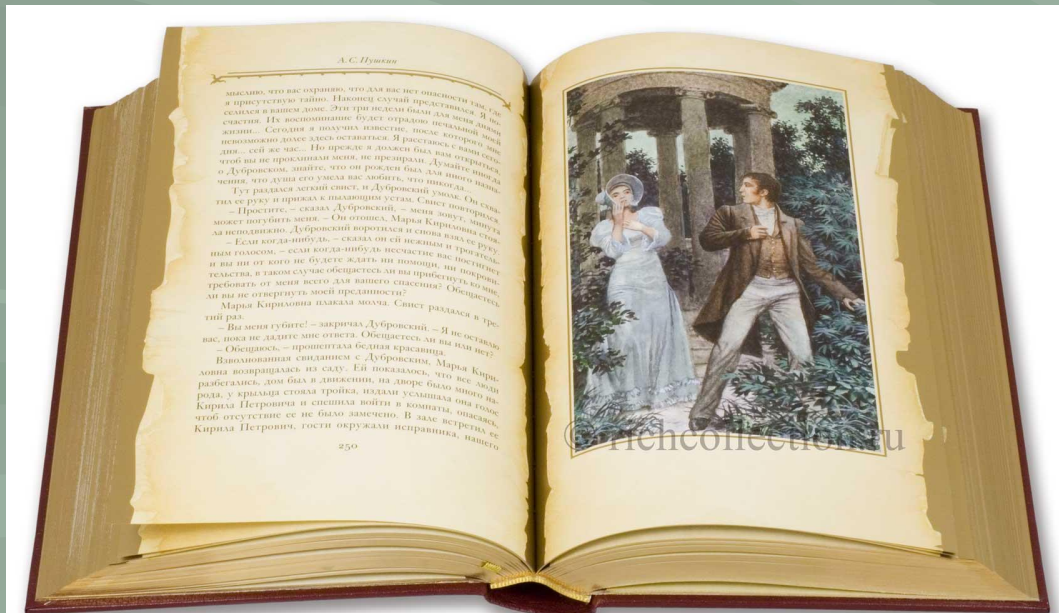 А. С. Пушкин
мыслию, что вас охраняю, что для вас нет опасности там, где
я присутствую тайно. Наконец случай представился. Я по-
селился в вашем доме. Эти три недели были для меня днями
счастия. Их воспоминание будет отрадою печальной моей
жизни... Сегодня я получил известие, после которого мне
невозможно долее здесь оставаться. Я расстаюсь с вами сего-
дня... сей же час... Но прежде я должен был вам открыться,
чтоб вы не проклинали меня, не презирали. Думайте иногда
о Дубровском, знайте, что он рожден был для иного назна-
чения, что душа его умела вас любить, что никогда...
Тут раздался легкий свист, и Дубровский умолк. Он схва-
тил ее руку и прижал к пылающим устам. Свист повторился.
– Простите, – сказал Дубровский, – меня зовут, минута
может погубить меня. – Он отошел, Марья Кириловна стоя-
ла неподвижно. Дубровский воротился и снова взял ее руку.
– Если когда-нибудь, – сказал он ей нежным и трогатель-
ным голосом, – если когда-нибудь несчастие вас постигнет
и вы ни от кого не будете ждать ни помощи, ни покрови-
тельства, в таком случае обещаетесь ли вы прибегнуть ко мне,
требовать от меня всего для вашего спасения? Обещаетесь
ли вы не отвергнуть моей преданности?
Марья Кириловна плакала молча. Свист раздался в тре-
тий раз.
– Вы меня губите! – закричал Дубровский. – Я не оставлю
вас, пока не дадите мне ответа. Обещаетесь ли вы или нет?
– Обещаюсь, – прошептала бедная красавица.
Взволнованная свиданием с Дубровским, Марья Кири-
ловна возвращалась из саду. Ей показалось, что все люди
разбегались, дом был в движении, на дворе было много на-
рода, у крыльца стояла тройка, издали услышала она голос
Кирила Петровича и спешила войти в комнаты, опасаясь,
чтоб отсутствие ее не было замечено. В зале встретил ее
Кирила Петрович, гости окружали исправника, нашего
250
© richcollection.ru